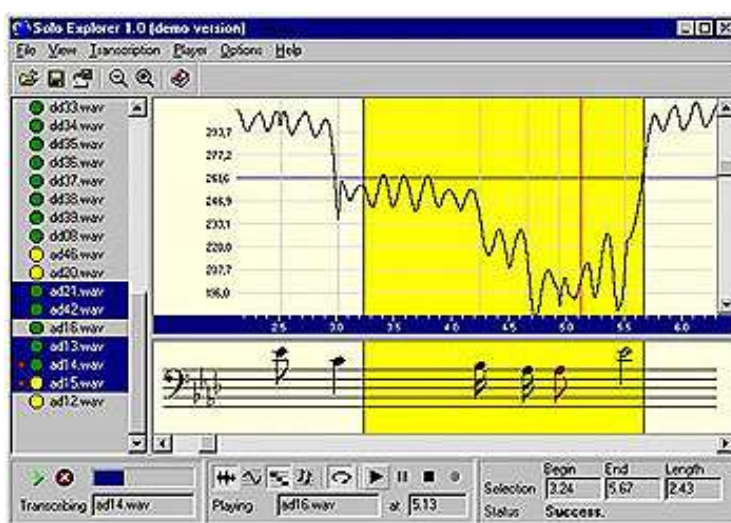 Solo Explorer 1.0 (demo version)
File View Transcription Player Options Help
dd33.wav
dd34.wav
dd35.wav
dd36.wav
dd37.wav
dd38.wav
dd39.wav
dd08.wav
ad46.wav
ad20.wav
ad21.wav
ad42.wav
ad16.wav
ad13.wav
ad14.wav
ad15.wav
ad12.wav
293,7
277,2
261,6
246,9
233,1
220,0
207,7
196,0
2.5 3.0 3.5 4.0 4.5 5.0 5.5 6.0
Begin End Length
Selection 3.24 5.67 2.43
Transcribing ad14.wav Playing ad16.wav at 5.13
Status Success.